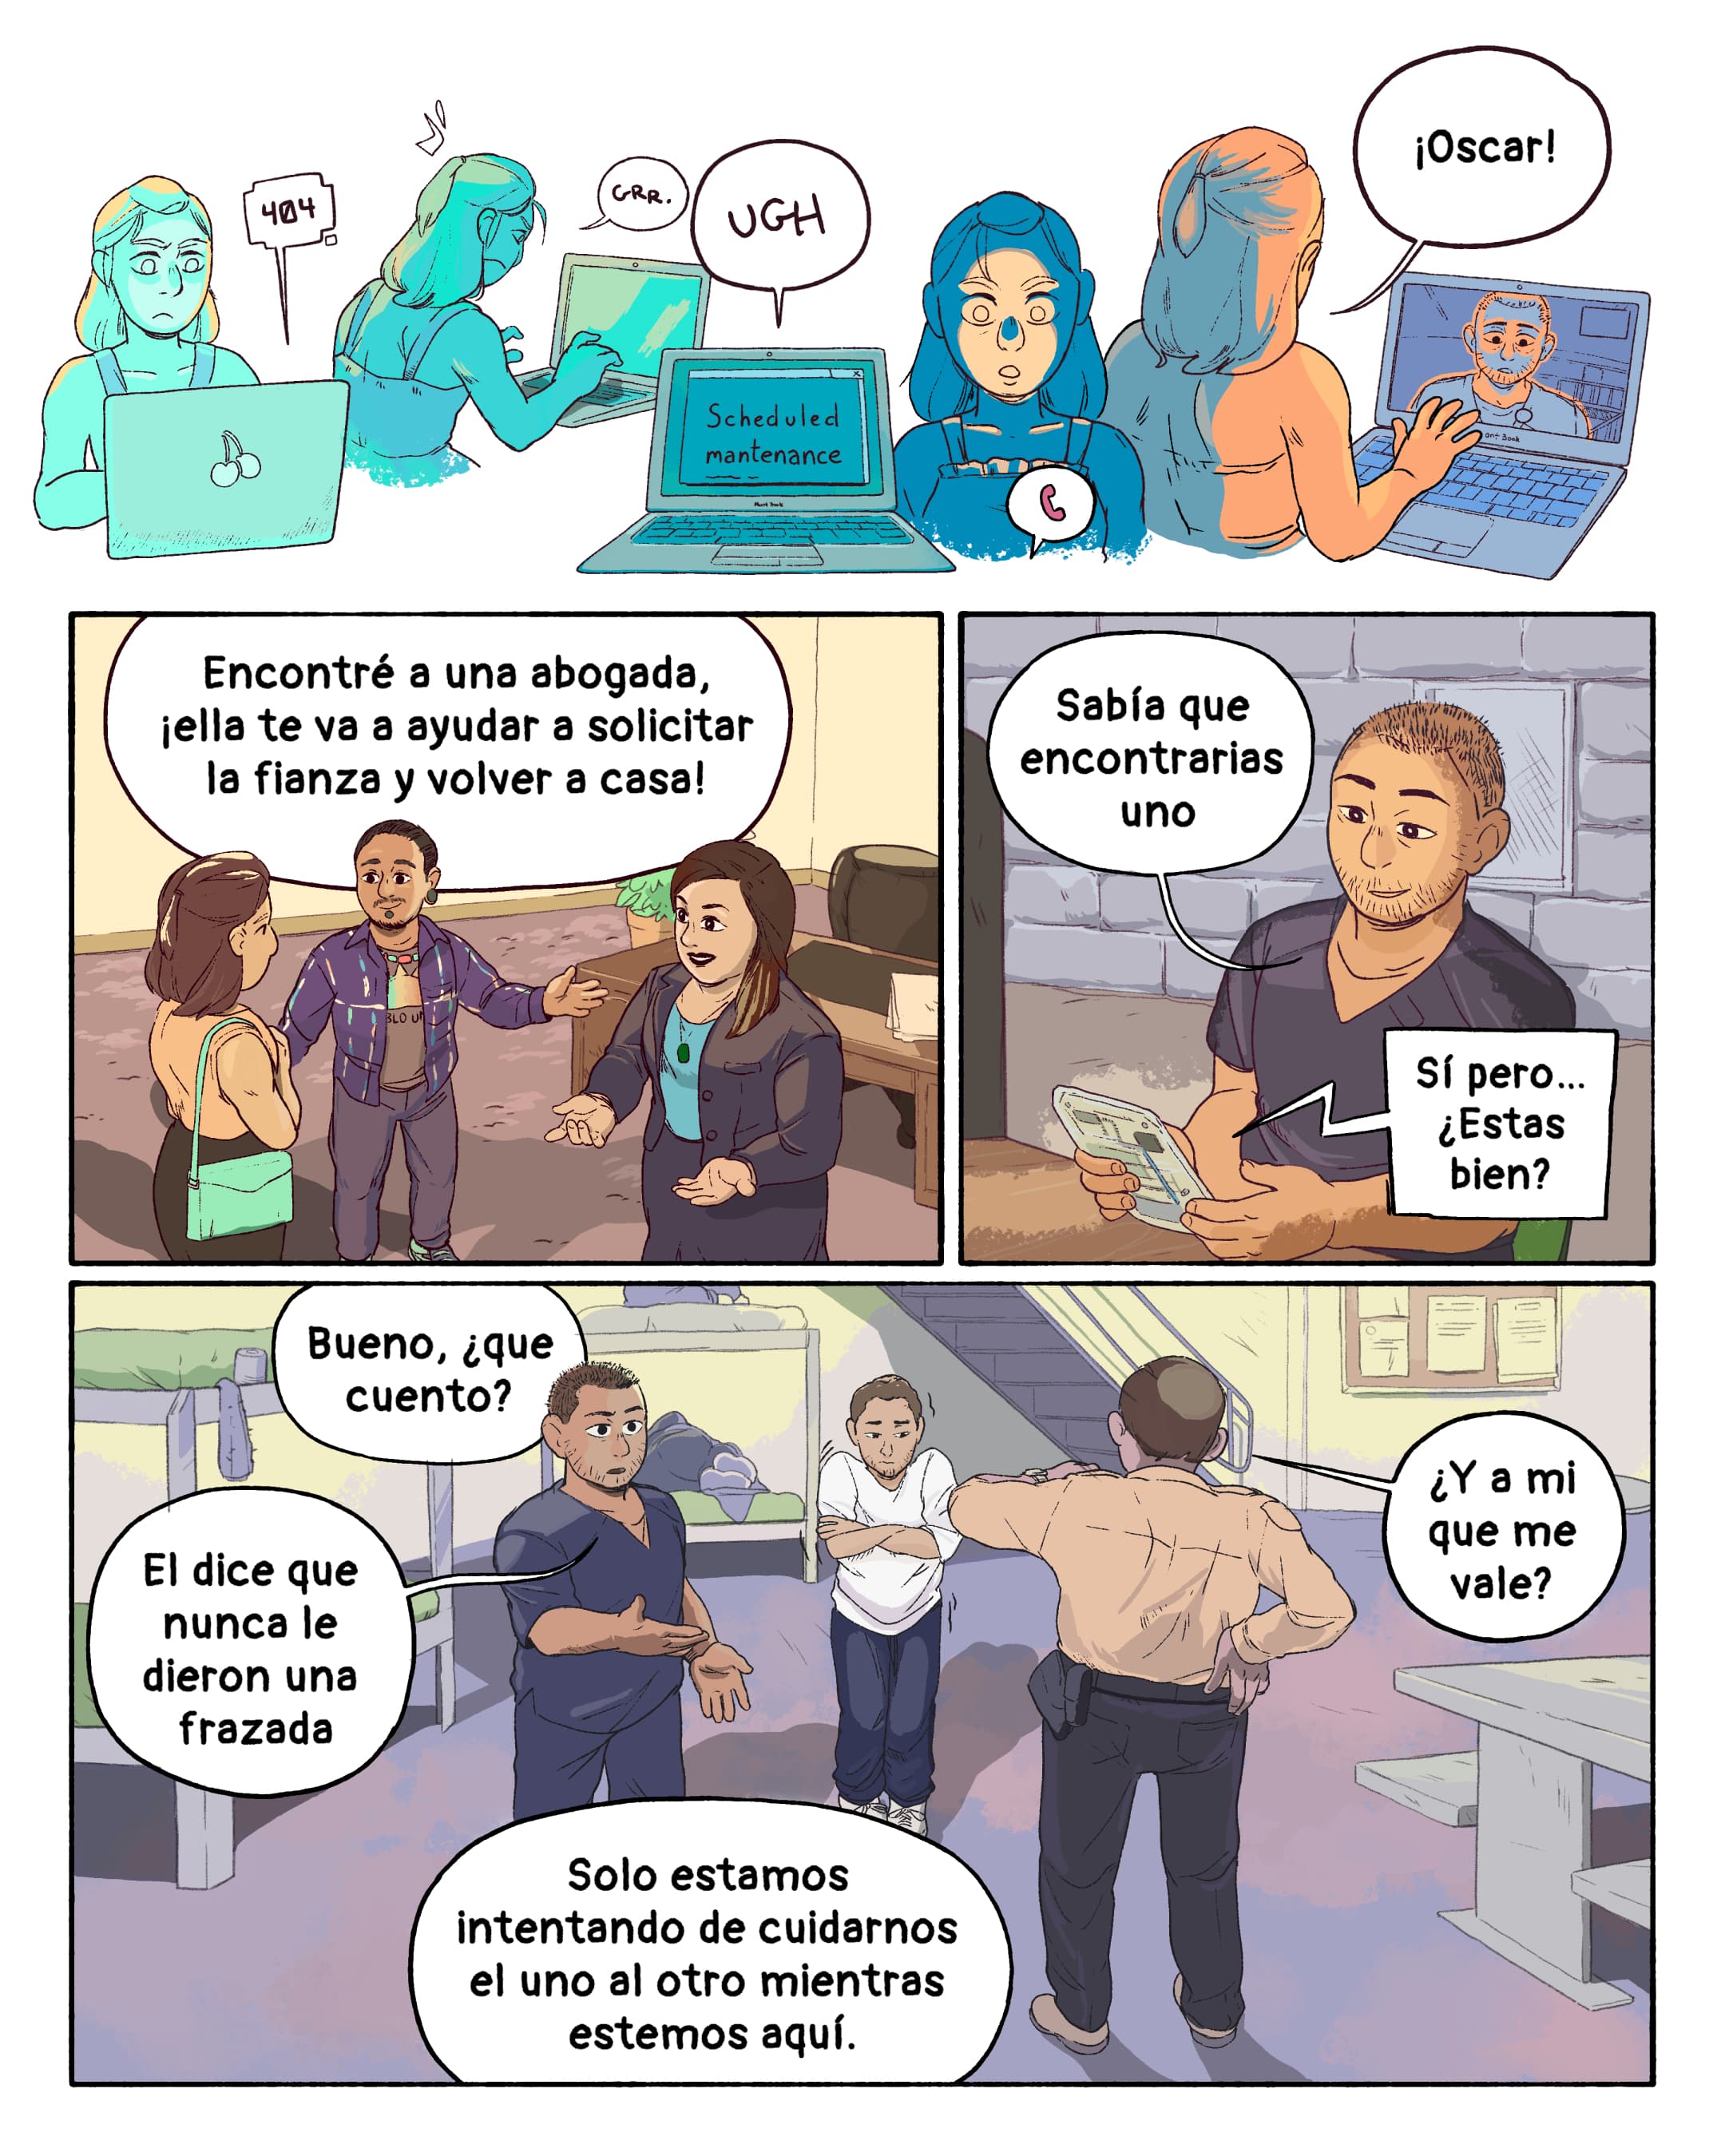 404
GRR.
UGH
Scheduled
mantenance
¡Oscar!
Encontré a una abogada,
¡ella te va a ayudar a solicitar
la fianza y volver a casa!
BLO UN
Sabía que
encontrarias
uno
Sí pero...
¿Estas
bien?
Bueno, ¿que
cuento?
El dice que
nunca le
dieron una
frazada
¿Y a mi
que me
vale?
Solo estamos
intentando de cuidarnos
el uno al otro mientras
estemos aquí.